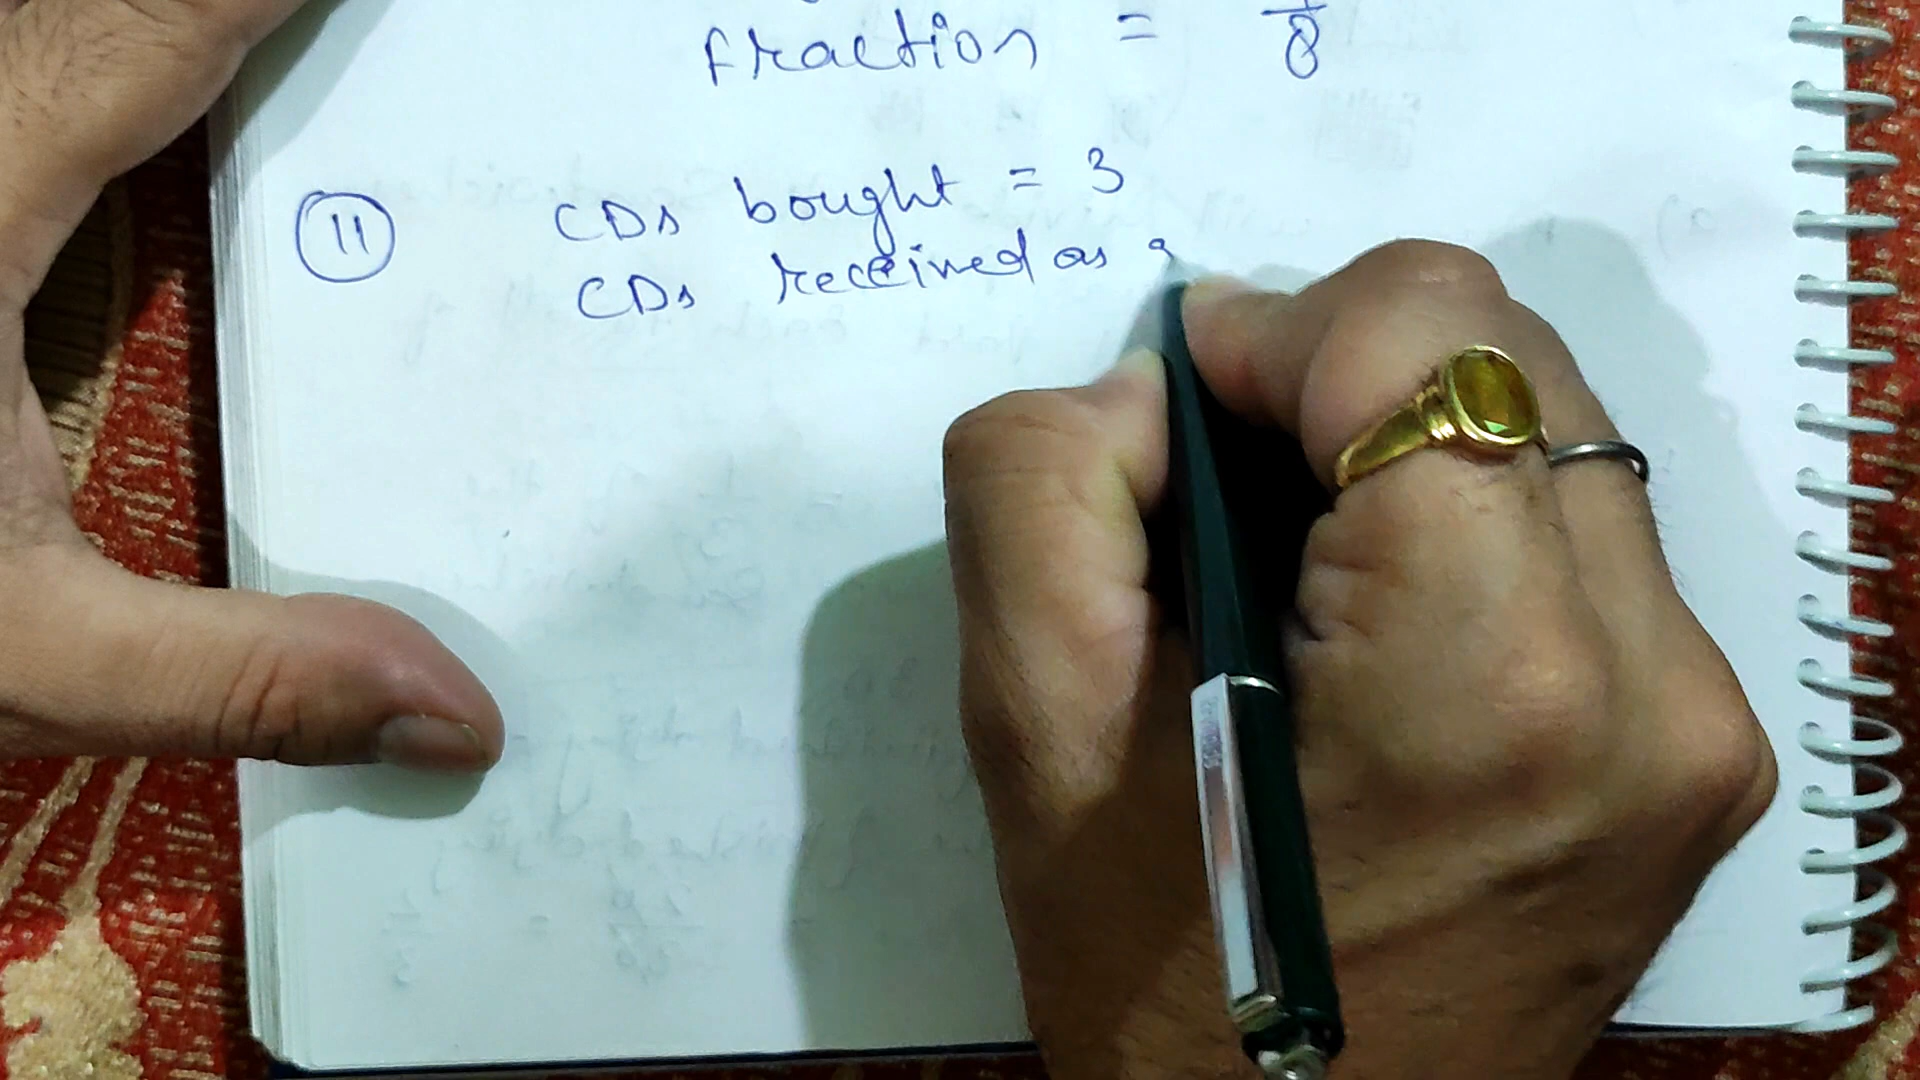 fraction = 8
11 CDs bought = 3
CDs received as